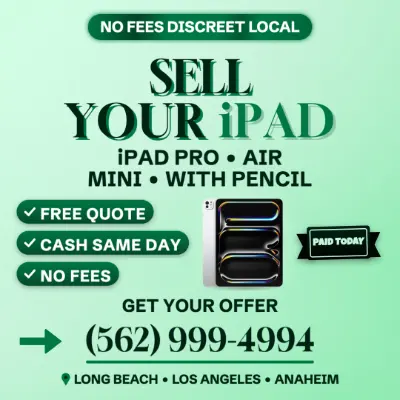 NO FEES DISCREET LOCAL
SELL
YOUR iPAD
iPAD PRO • AIR
MINI • WITH PENCIL
✓ FREE QUOTE
✓ CASH SAME DAY
✓ NO FEES
PAID TODAY
GET YOUR OFFER
(562) 999-4994
LONG BEACH • LOS ANGELES • ANAHEIM